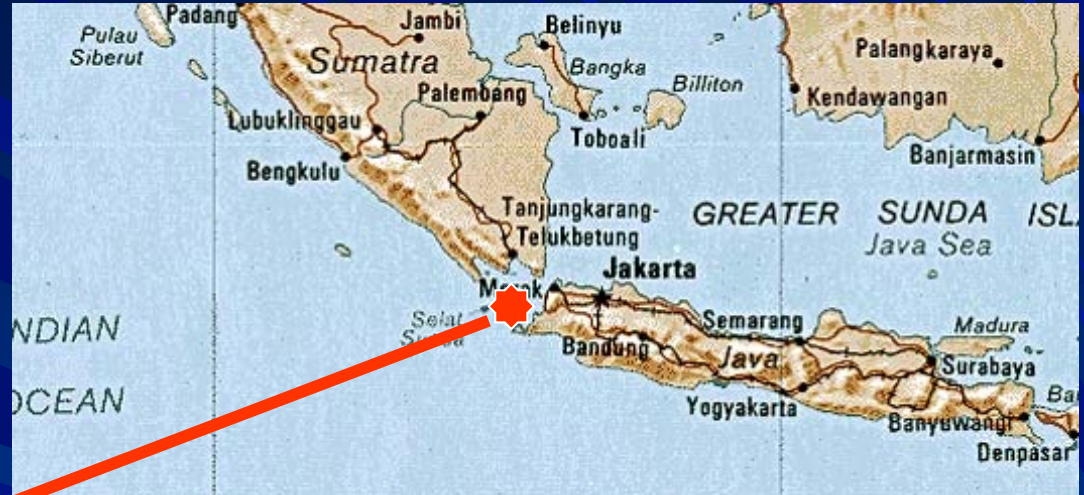 Padang
Jambi
Belinyu
Pulau
Siberut
Sumatra
Bangka
Palangkaraya
Palembang
Billiton
Kendawangan
Lubuklinggau
Toboali
Banjarmasin
Bengkulu
Tanjungkarang-
Telukbetung
GREATER SUNDA
Java Sea
Jakarta
Selat
NDIAN
OCEAN
Semarang
Madura
Bandung
Java
Surabaya
Yogyakarta
Banyuwangi
Denpasar